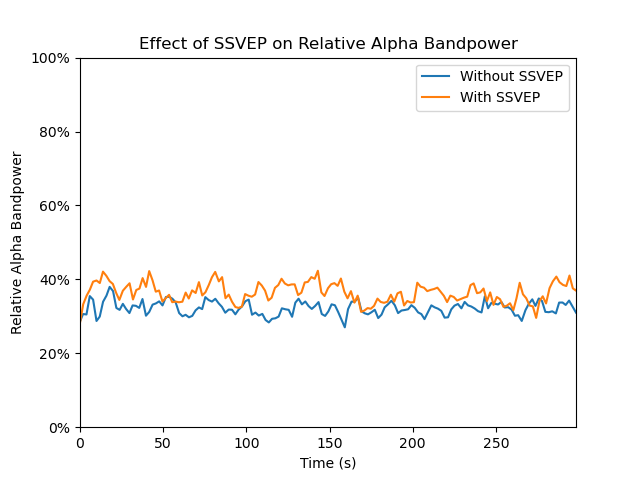 Effect of SSVEP on Relative Alpha Bandpower
Without SSVEP
With SSVEP
100%
80%
60%
40%
20%
0%
Relative Alpha Bandpower
0 50 100 150 200 250
Time (s)